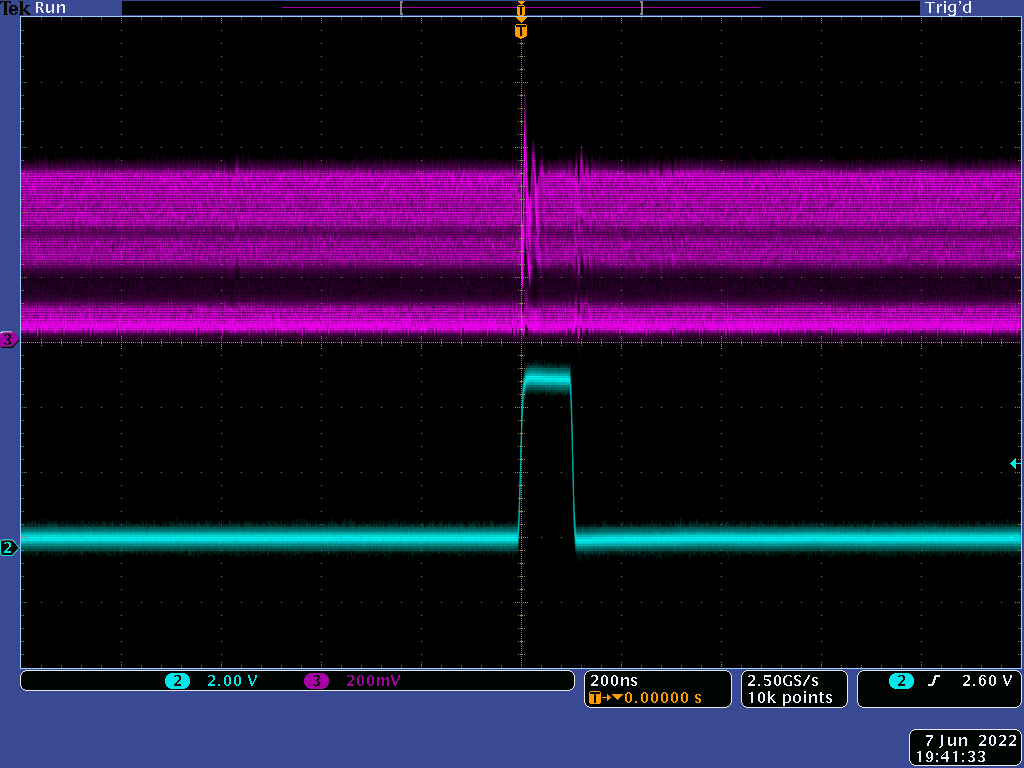 Tek Run Trig'd
T
T
3
2
2 2.00 V 3 200mV
200ns
T→▼0.00000 s
2.50GS/s
10k points
2 2.60 V
7 Jun 2022
19:41:33